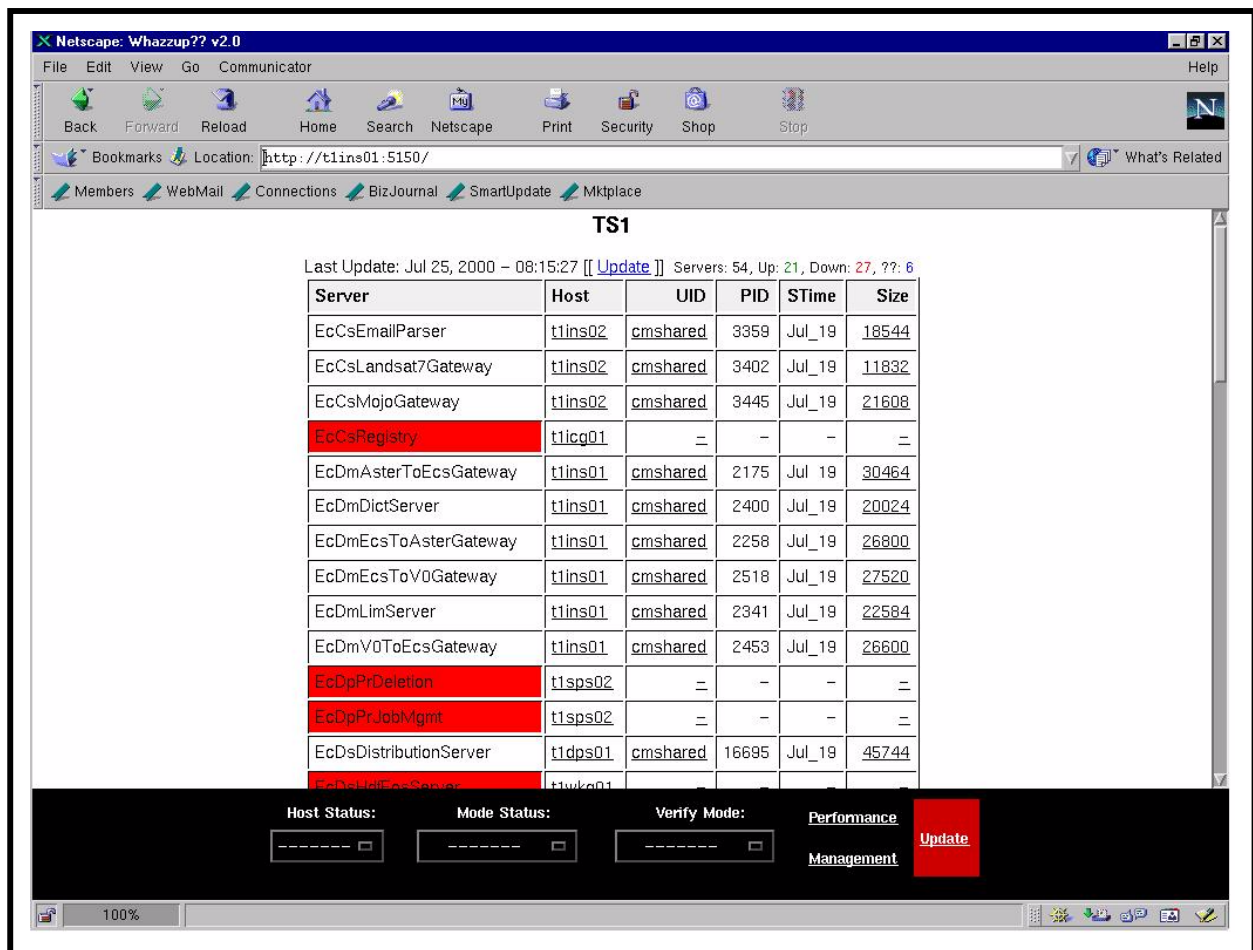 Netscape: Whazzup?? v2.0
File Edit View Go Communicator Help
Back Forward Reload Home Search Netscape Print Security Shop Stop
My
N
Bookmarks Location: http://t1ins01:5150/ What's Related
Members WebMail Connections BizJournal SmartUpdate Mktplace
TS1
Last Update: Jul 25, 2000 – 08:15:27 [[ Update ]] Servers: 54, Up: 21, Down: 27, ??: 6
Server Host UID PID STime Size
EcCsEmailParser t1ins02 cmshared 3359 Jul_19 18544
EcCsLandsat7Gateway t1ins02 cmshared 3402 Jul_19 11832
EcCsMojoGateway t1ins02 cmshared 3445 Jul_19 21608
EcCsRegistry t1icg01 – – – –
EcDmAsterToEcsGateway t1ins01 cmshared 2175 Jul 19 30464
EcDmDictServer t1ins01 cmshared 2400 Jul_19 20024
EcDmEcsToAsterGateway t1ins01 cmshared 2258 Jul_19 26800
EcDmEcsToV0Gateway t1ins01 cmshared 2518 Jul_19 27520
EcDmLimServer t1ins01 cmshared 2341 Jul_19 22584
EcDmV0ToEcsGateway t1ins01 cmshared 2453 Jul_19 26600
EcDpPrDeletion t1sps02 – – – –
EcDpPrJobMgmt t1sps02 – – – –
EcDsDistributionServer t1dps01 cmshared 16695 Jul_19 45744
EcDsHdfEosServer t1wkg01 – – – –
Host Status: Mode Status: Verify Mode: Performance
------- ------- ------- Update
Management
100%